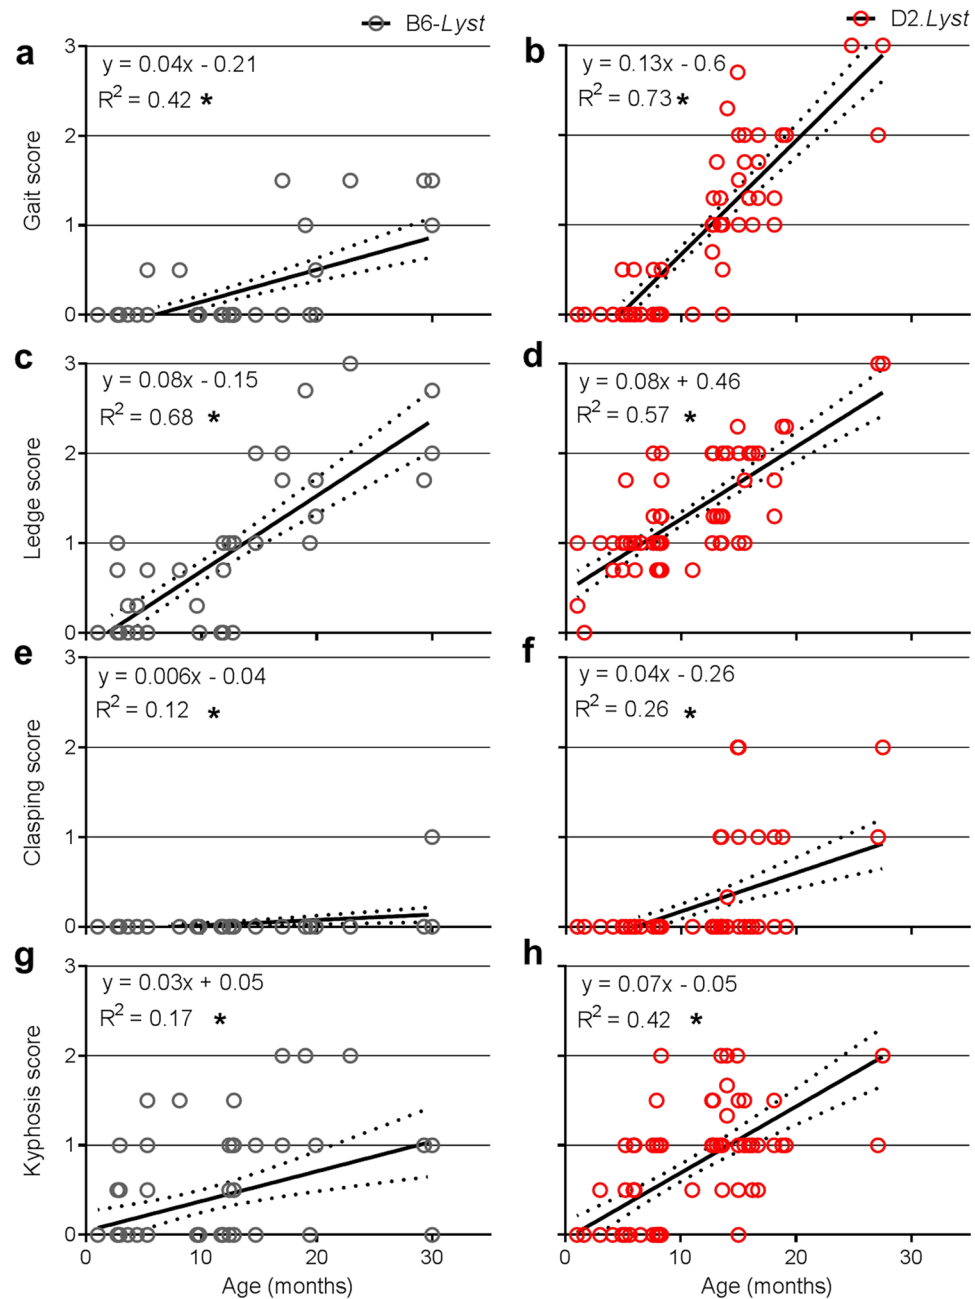 B6-Lyst
D2.Lyst
a
b
3
2
1
0
Gait score
y = 0.04x - 0.21
R2 = 0.42 *
y = 0.13x - 0.6
R2 = 0.73 *
c
d
3
2
1
0
Ledge score
y = 0.08x - 0.15
R2 = 0.68 *
y = 0.08x + 0.46
R2 = 0.57 *
e
f
3
2
1
0
Clasping score
y = 0.006x - 0.04
R2 = 0.12 *
y = 0.04x - 0.26
R2 = 0.26 *
g
h
3
2
1
0
Kyphosis score
y = 0.03x + 0.05
R2 = 0.17 *
y = 0.07x - 0.05
R2 = 0.42 *
0 10 20 30
0 10 20 30
Age (months)
Age (months)